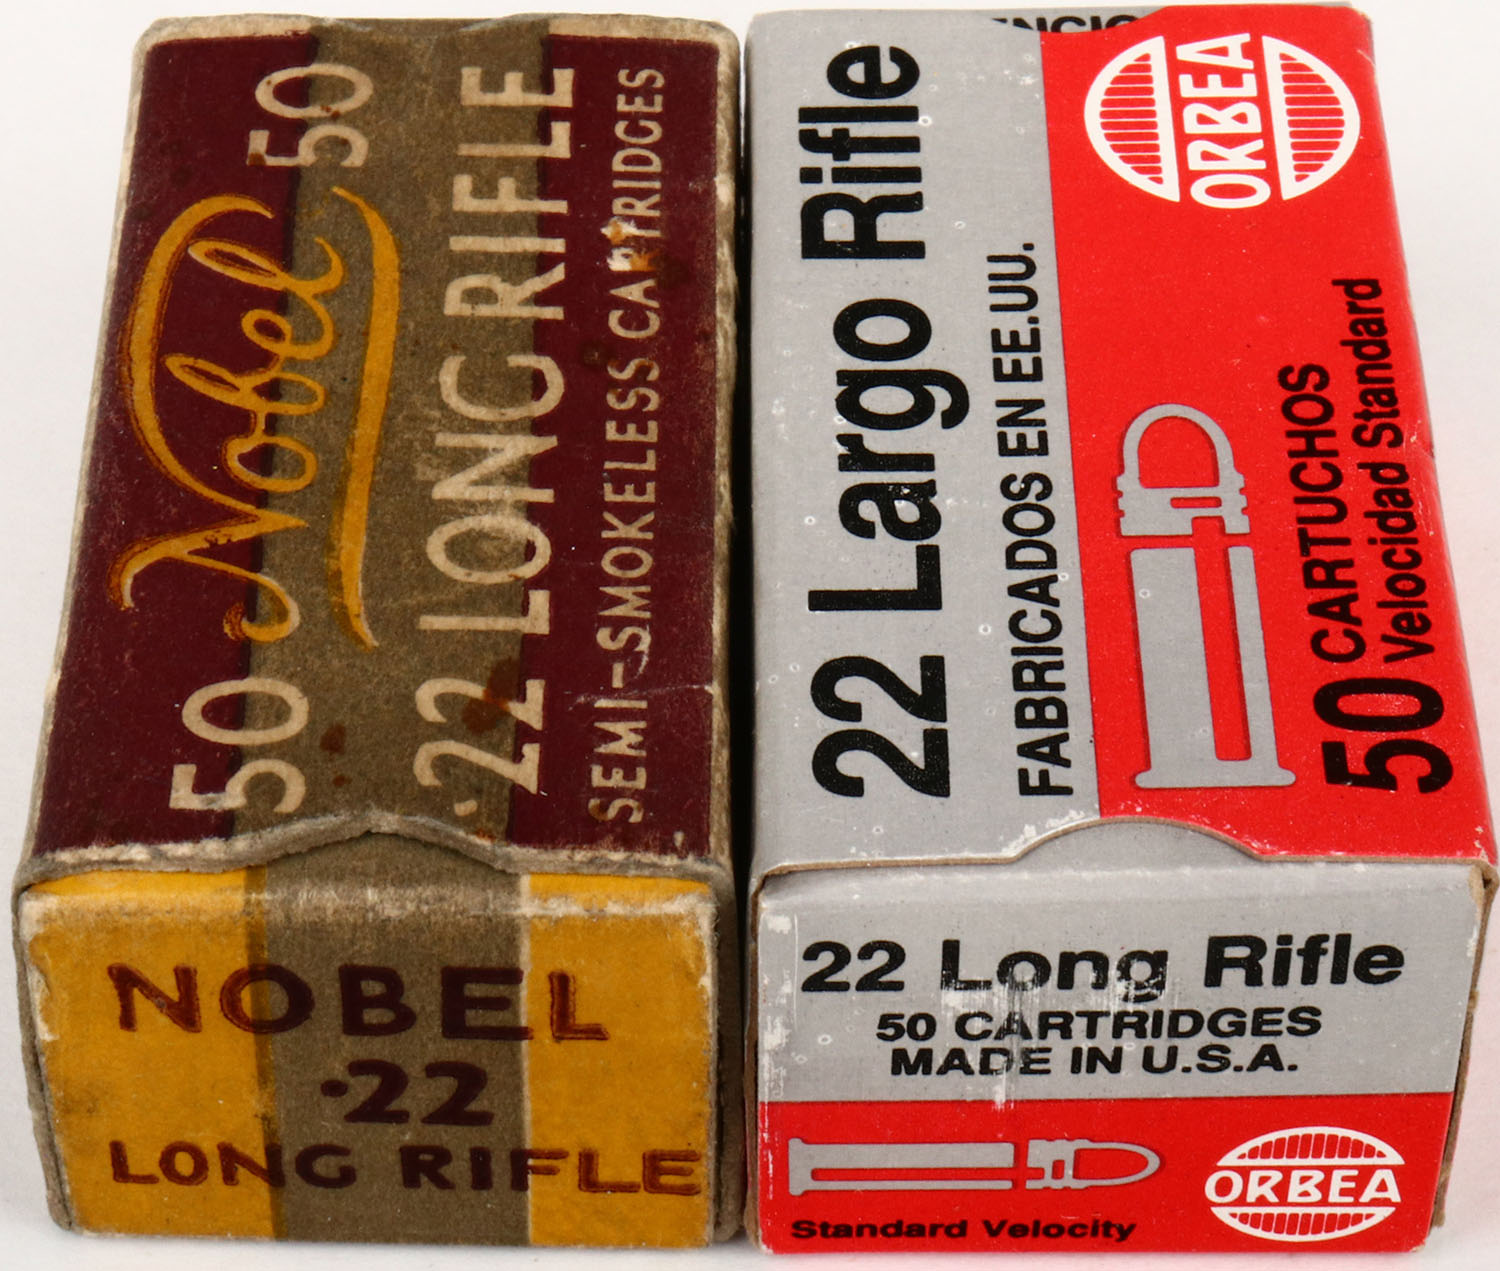 50 Nobel 50
.22 LONG RIFLE
SEMI-SMOKELESS CARTRIDGES
NOBEL
.22
LONG RIFLE
22 Largo Rifle
FABRICADOS EN EE.UU.
ORBEA
50 CARTUCHOS
Velocidad Standard
22 Long Rifle
50 CARTRIDGES
MADE IN U.S.A.
Standard Velocity
ORBEA